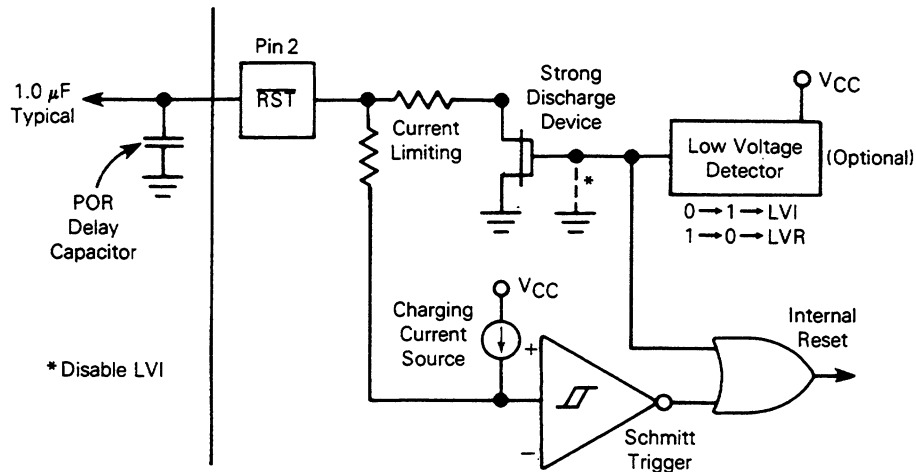 Pin 2
1.0 μF
Typical
RST
POR
Delay
Capacitor
Current
Limiting
Strong
Discharge
Device
*
VCC
Low Voltage
Detector
(Optional)
0→1→LVI
1→0→LVR
VCC
Charging
Current
Source
+
−
Schmitt
Trigger
Internal
Reset
*Disable LVI